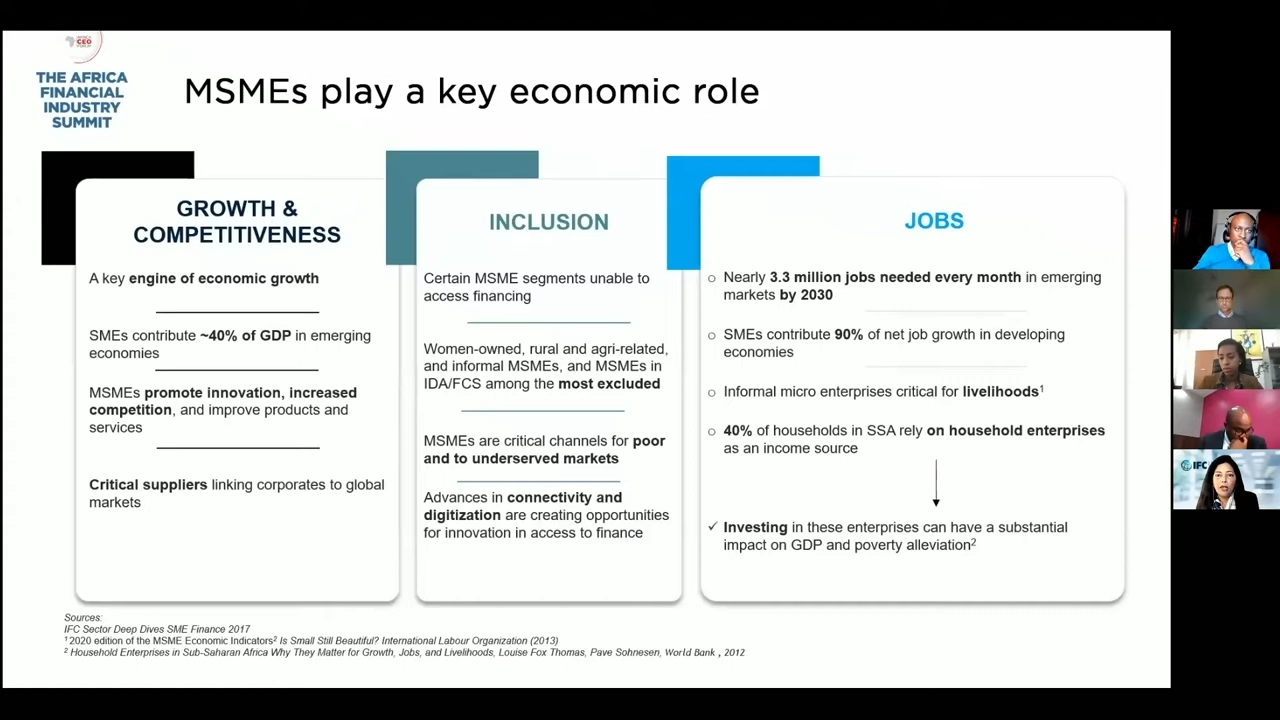 AFRICA
CEO
FORUM
THE AFRICA
FINANCIAL
INDUSTRY
SUMMIT
MSMEs play a key economic role
GROWTH &
COMPETITIVENESS
A key engine of economic growth
SMEs contribute ~40% of GDP in emerging
economies
MSMEs promote innovation, increased
competition, and improve products and
services
Critical suppliers linking corporates to global
markets
INCLUSION
Certain MSME segments unable to
access financing
Women-owned, rural and agri-related,
and informal MSMEs, and MSMEs in
IDA/FCS among the most excluded
MSMEs are critical channels for poor
and to underserved markets
Advances in connectivity and
digitization are creating opportunities
for innovation in access to finance
JOBS
○ Nearly 3.3 million jobs needed every month in emerging
markets by 2030
○ SMEs contribute 90% of net job growth in developing
economies
○ Informal micro enterprises critical for livelihoods¹
○ 40% of households in SSA rely on household enterprises
as an income source
✓ Investing in these enterprises can have a substantial
impact on GDP and poverty alleviation²
Sources:
IFC Sector Deep Dives SME Finance 2017
¹ 2020 edition of the MSME Economic Indicators² Is Small Still Beautiful? International Labour Organization (2013)
² Household Enterprises in Sub-Saharan Africa Why They Matter for Growth, Jobs, and Livelihoods, Louise Fox Thomas, Pave Sohnesen, World Bank , 2012
IFC